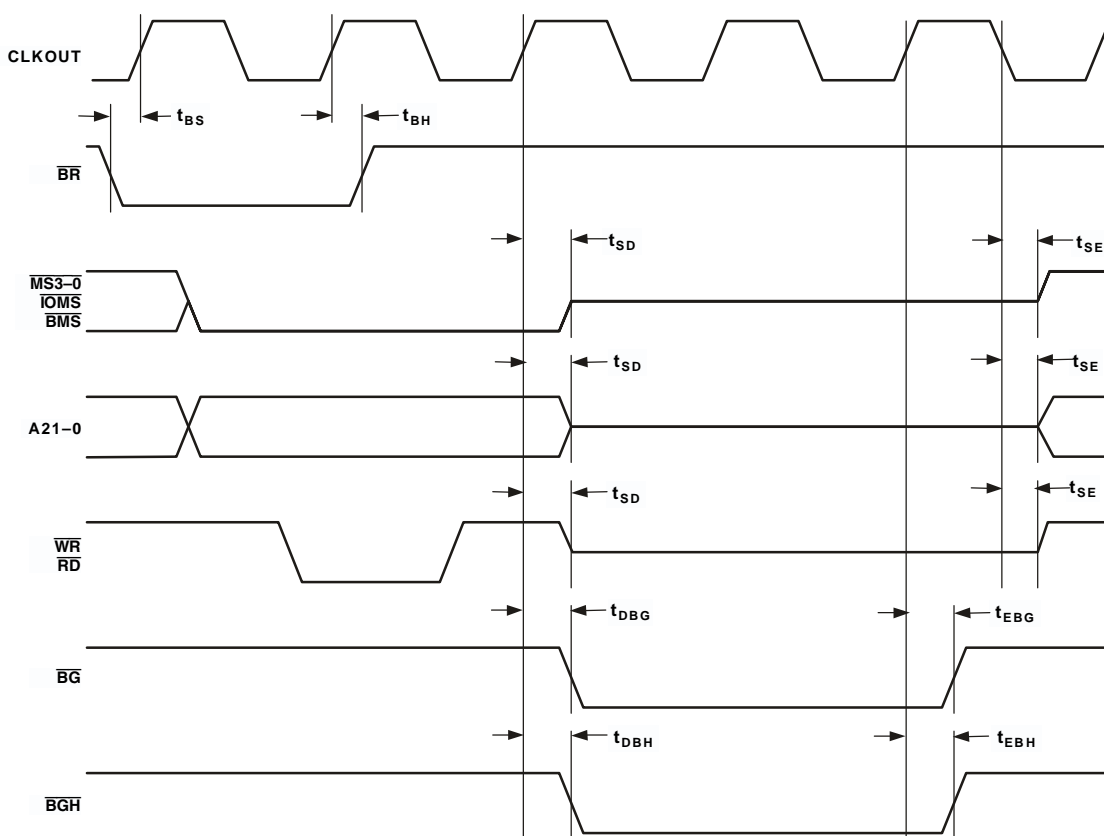 CLKOUT
tBS
tBH
BR
tSD
tSE
MS3–0
IOMS
BMS
tSD
tSE
A21–0
tSD
tSE
WR
RD
tDBG
tEBG
BG
tDBH
tEBH
BGH